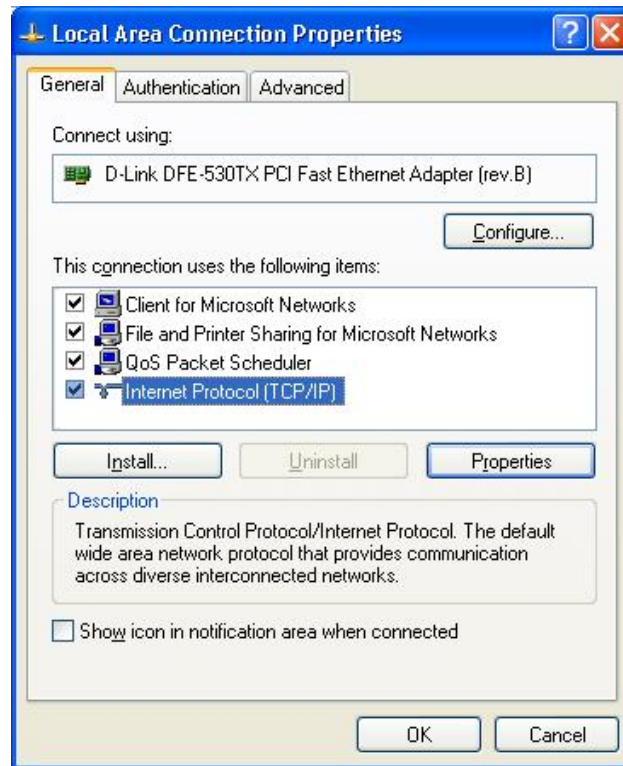 Local Area Connection Properties
General Authentication Advanced
Connect using:
D-Link DFE-530TX PCI Fast Ethernet Adapter (rev.B)
Configure...
This connection uses the following items:
Client for Microsoft Networks
File and Printer Sharing for Microsoft Networks
QoS Packet Scheduler
Internet Protocol (TCP/IP)
Install... Uninstall Properties
Description
Transmission Control Protocol/Internet Protocol. The default
wide area network protocol that provides communication
across diverse interconnected networks.
Show icon in notification area when connected
OK Cancel